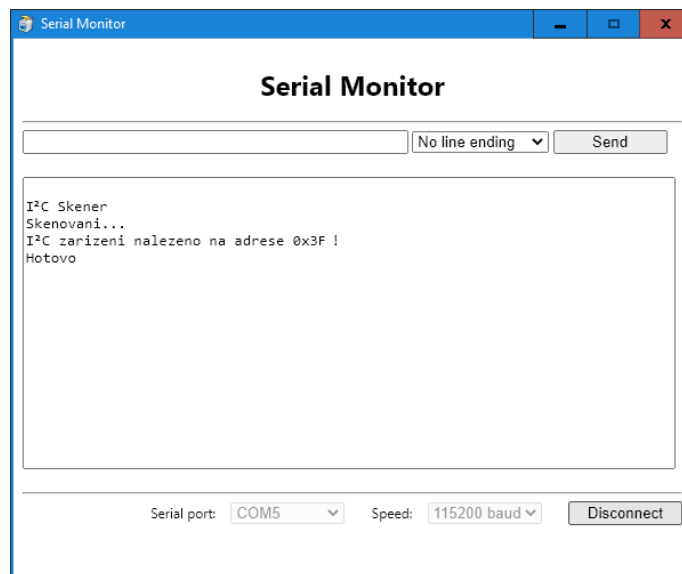 Serial Monitor
Serial Monitor
No line ending
Send
I²C Skener
Skenovani...
I²C zarizeni nalezeno na adrese 0x3F !
Hotovo
Serial port: COM5 Speed: 115200 baud Disconnect